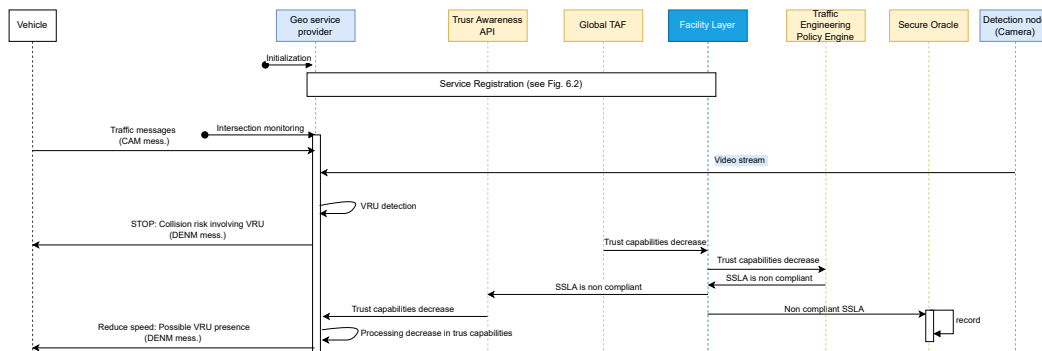 Vehicle
Geo service
provider
Trusr Awareness
API
Global TAF
Facility Layer
Traffic
Engineering
Policy Engine
Secure Oracle
Detection node
(Camera)
Initialization
Service Registration (see Fig. 6.2)
Traffic messages
(CAM mess.)
Intersection monitoring
Video stream
VRU detection
STOP: Collision risk involving VRU
(DENM mess.)
Trust capabilities decrease
Trust capabilities decrease
SSLA is non compliant
SSLA is non compliant
Trust capabilities decrease
Non compliant SSLA
record
Reduce speed: Possible VRU presence
(DENM mess.)
Processing decrease in trus capabilities